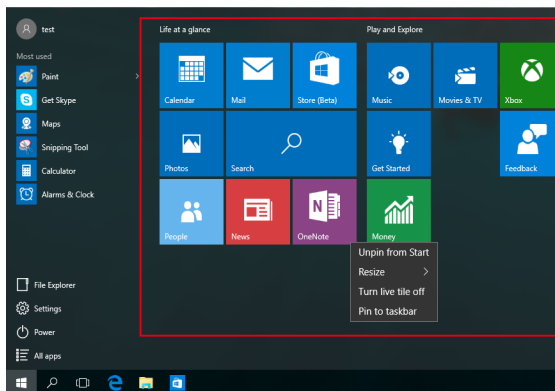 test
Most used
Paint
Get Skype
Maps
Snipping Tool
Calculator
Alarms & Clock
File Explorer
Settings
Power
All apps
Life at a glance
Play and Explore
Calendar
Mail
Store (Beta)
Music
Movies & TV
Xbox
Photos
Search
Get Started
Feedback
People
News
OneNote
Money
Unpin from Start
Resize
Turn live tile off
Pin to taskbar